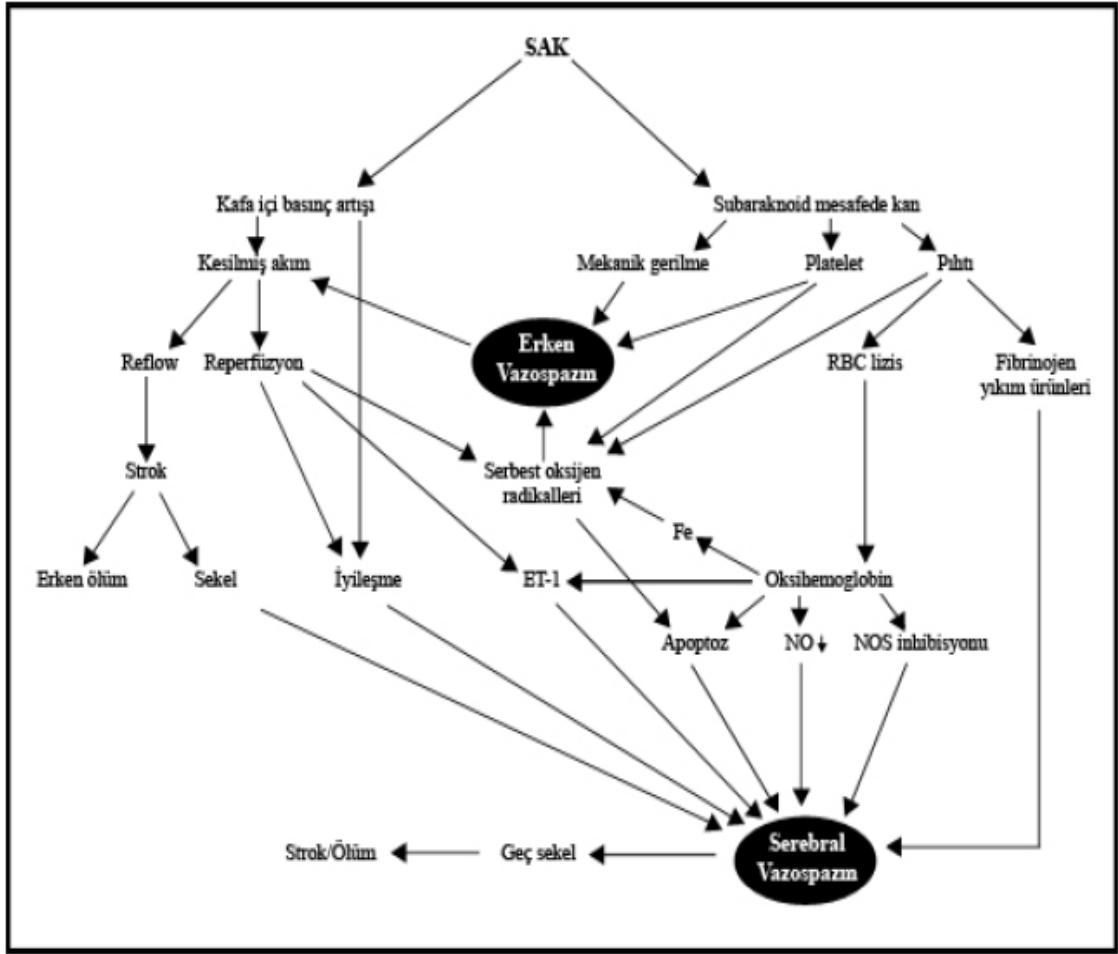 SAK
Kafa içi basınç artışı
Subaraknoid mesafede kan
Kesilmiş akım
Mekanik gerilme
Platelet
Pıhtı
Erken
Vazospazm
Reflow
Reperfüzyon
RBC lizis
Fibrinojen
yıkım ürünleri
Strok
Serbest oksijen
radikalleri
Fe
Erken ölüm
Sekel
İyileşme
ET-1
Oksihemoglobin
Apoptoz
NO
NOS inhibisyonu
Strok/Ölüm
Geç sekel
Serebral
Vazospazm